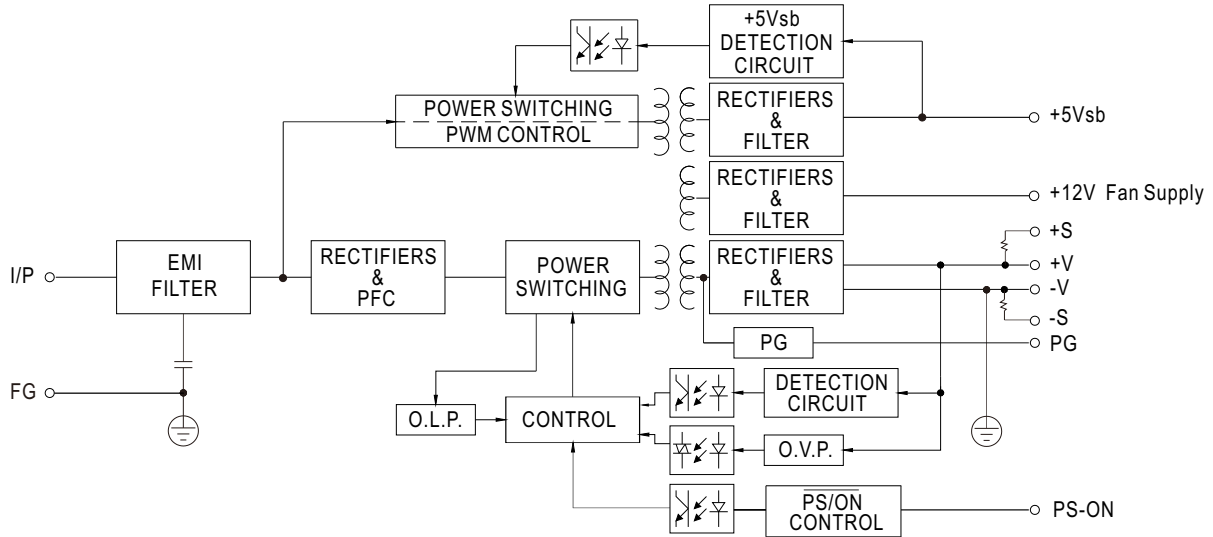 +5Vsb
DETECTION
CIRCUIT
POWER SWITCHING
PWM CONTROL
RECTIFIERS
&
FILTER
+5Vsb
RECTIFIERS
&
FILTER
+12V Fan Supply
I/P
EMI
FILTER
RECTIFIERS
&
PFC
POWER
SWITCHING
RECTIFIERS
&
FILTER
+S
+V
-V
-S
PG
PG
FG
O.L.P.
CONTROL
DETECTION
CIRCUIT
O.V.P.
PS/ON
CONTROL
PS-ON